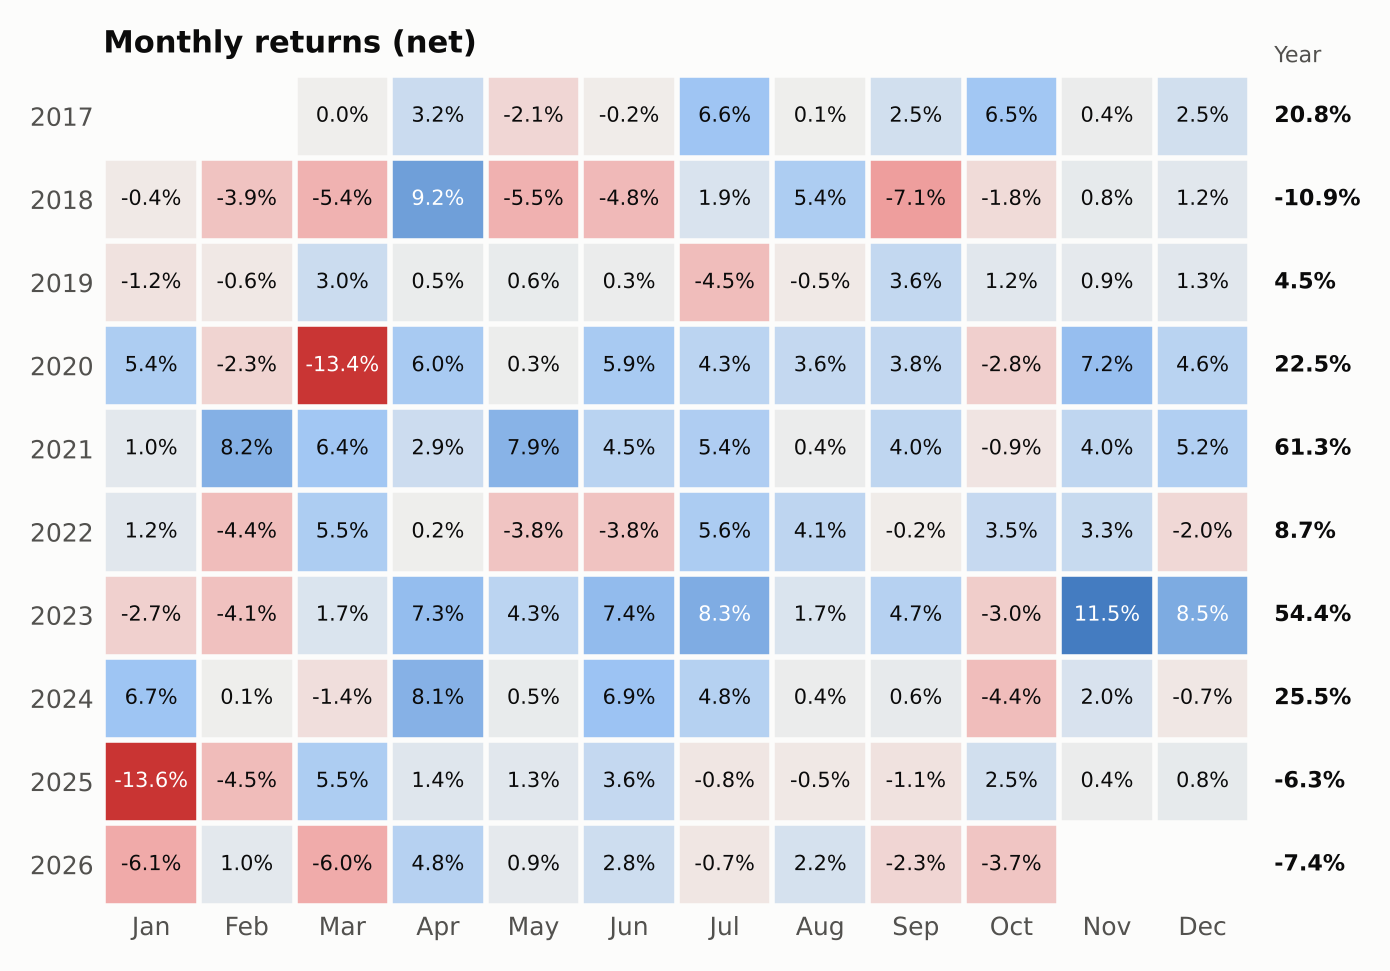 Monthly returns (net)
Year
2017 0.0% 3.2% -2.1% -0.2% 6.6% 0.1% 2.5% 6.5% 0.4% 2.5% 20.8%
2018 -0.4% -3.9% -5.4% 9.2% -5.5% -4.8% 1.9% 5.4% -7.1% -1.8% 0.8% 1.2% -10.9%
2019 -1.2% -0.6% 3.0% 0.5% 0.6% 0.3% -4.5% -0.5% 3.6% 1.2% 0.9% 1.3% 4.5%
2020 5.4% -2.3% -13.4% 6.0% 0.3% 5.9% 4.3% 3.6% 3.8% -2.8% 7.2% 4.6% 22.5%
2021 1.0% 8.2% 6.4% 2.9% 7.9% 4.5% 5.4% 0.4% 4.0% -0.9% 4.0% 5.2% 61.3%
2022 1.2% -4.4% 5.5% 0.2% -3.8% -3.8% 5.6% 4.1% -0.2% 3.5% 3.3% -2.0% 8.7%
2023 -2.7% -4.1% 1.7% 7.3% 4.3% 7.4% 8.3% 1.7% 4.7% -3.0% 11.5% 8.5% 54.4%
2024 6.7% 0.1% -1.4% 8.1% 0.5% 6.9% 4.8% 0.4% 0.6% -4.4% 2.0% -0.7% 25.5%
2025 -13.6% -4.5% 5.5% 1.4% 1.3% 3.6% -0.8% -0.5% -1.1% 2.5% 0.4% 0.8% -6.3%
2026 -6.1% 1.0% -6.0% 4.8% 0.9% 2.8% -0.7% 2.2% -2.3% -3.7% -7.4%
Jan Feb Mar Apr May Jun Jul Aug Sep Oct Nov Dec